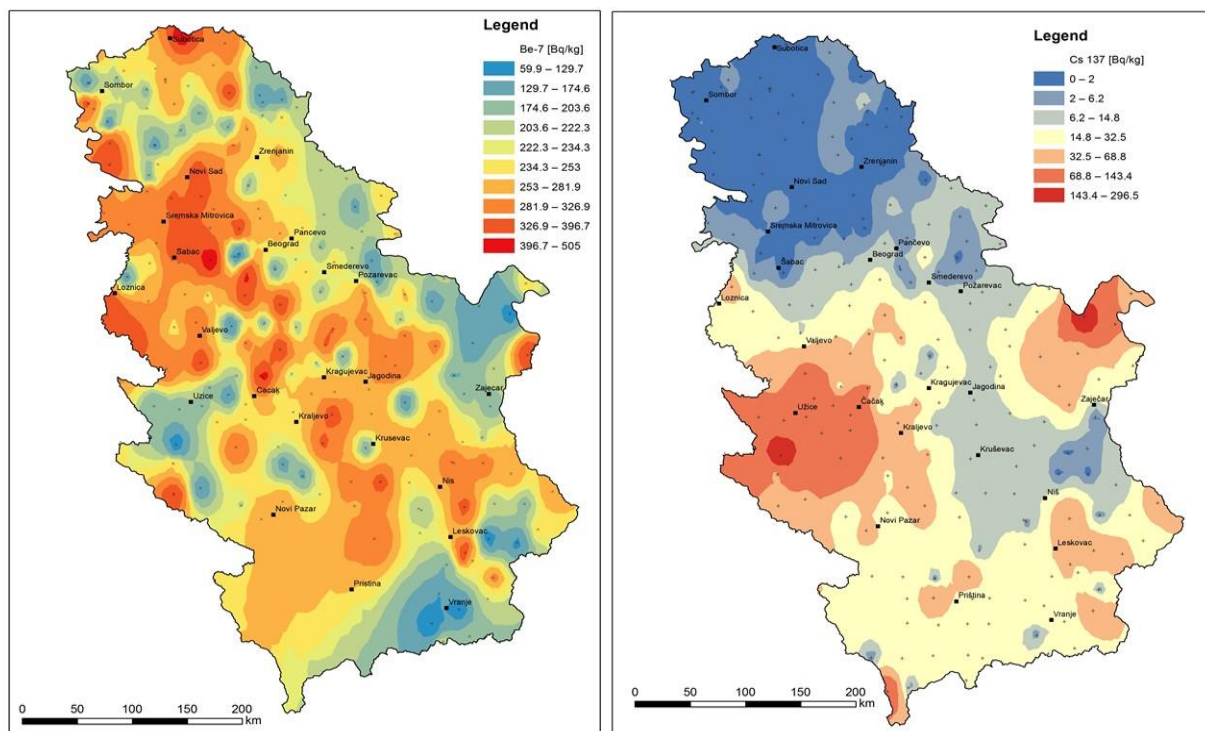 Legend
Be-7 [Bq/kg]
59.9 – 129.7
129.7 – 174.6
174.6 – 203.6
203.6 – 222.3
222.3 – 234.3
234.3 – 253
253 – 281.9
281.9 – 326.9
326.9 – 396.7
396.7 – 505
Subotica
Sombor
Zrenjanin
Novi Sad
Sremska Mitrovica
Pancevo
Beograd
Sabac
Smederevo
Pozarevac
Loznica
Valjevo
Kragujevac
Jagodina
Cacak
Uzice
Zajecar
Kraljevo
Krusevac
Nis
Novi Pazar
Leskovac
Pristina
Vranje
0 50 100 150 200
km
Legend
Cs 137 [Bq/kg]
0 – 2
2 – 6.2
6.2 – 14.8
14.8 – 32.5
32.5 – 68.8
68.8 – 143.4
143.4 – 296.5
Subotica
Sombor
Zrenjanin
Novi Sad
Sremska Mitrovica
Pančevo
Beograd
Šabac
Smederevo
Požarevac
Loznica
Valjevo
Kragujevac
Jagodina
Užice
Čačak
Zaječar
Kraljevo
Kruševac
Niš
Novi Pazar
Leskovac
Priština
Vranje
0 50 100 150 200
km